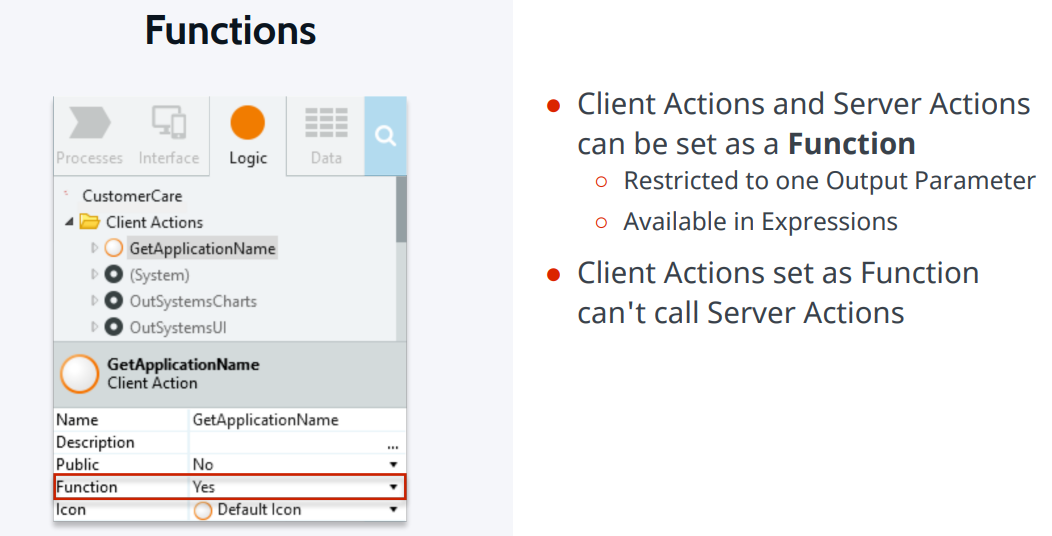 Functions
Processes Interface Logic Data
CustomerCare
Client Actions
GetApplicationName
(System)
OutSystemsCharts
OutSystemsUI
GetApplicationName
Client Action
Name GetApplicationName
Description ...
Public No
Function Yes
Icon Default Icon
● Client Actions and Server Actions
can be set as a Function
○ Restricted to one Output Parameter
○ Available in Expressions
● Client Actions set as Function
can't call Server Actions